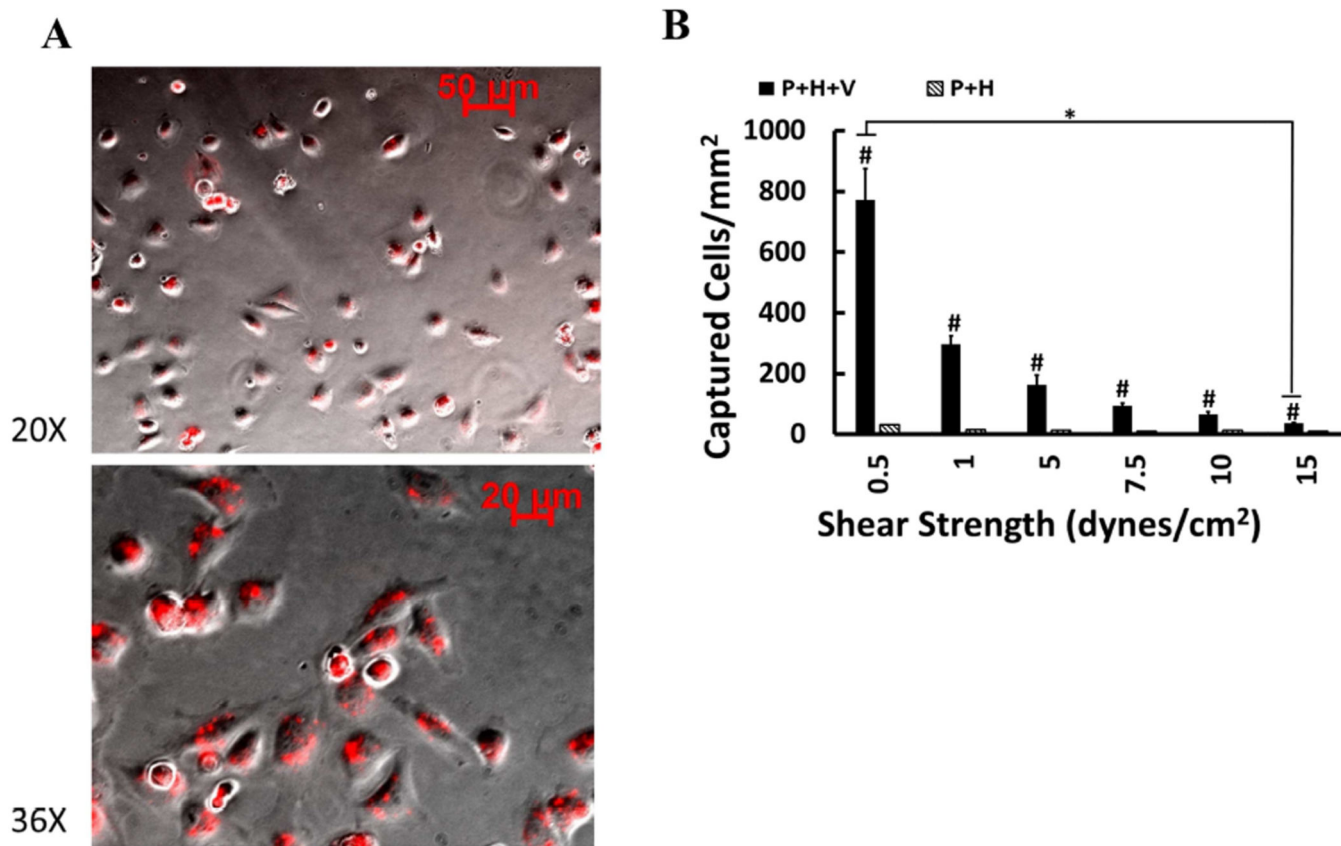 A
50 µm
20X
20 µm
36X
B
P+H+V P+H
*
1000
800
600
400
200
0
# # # # # #
Captured Cells/mm²
0.5 1 5 7.5 10 15
Shear Strength (dynes/cm²)